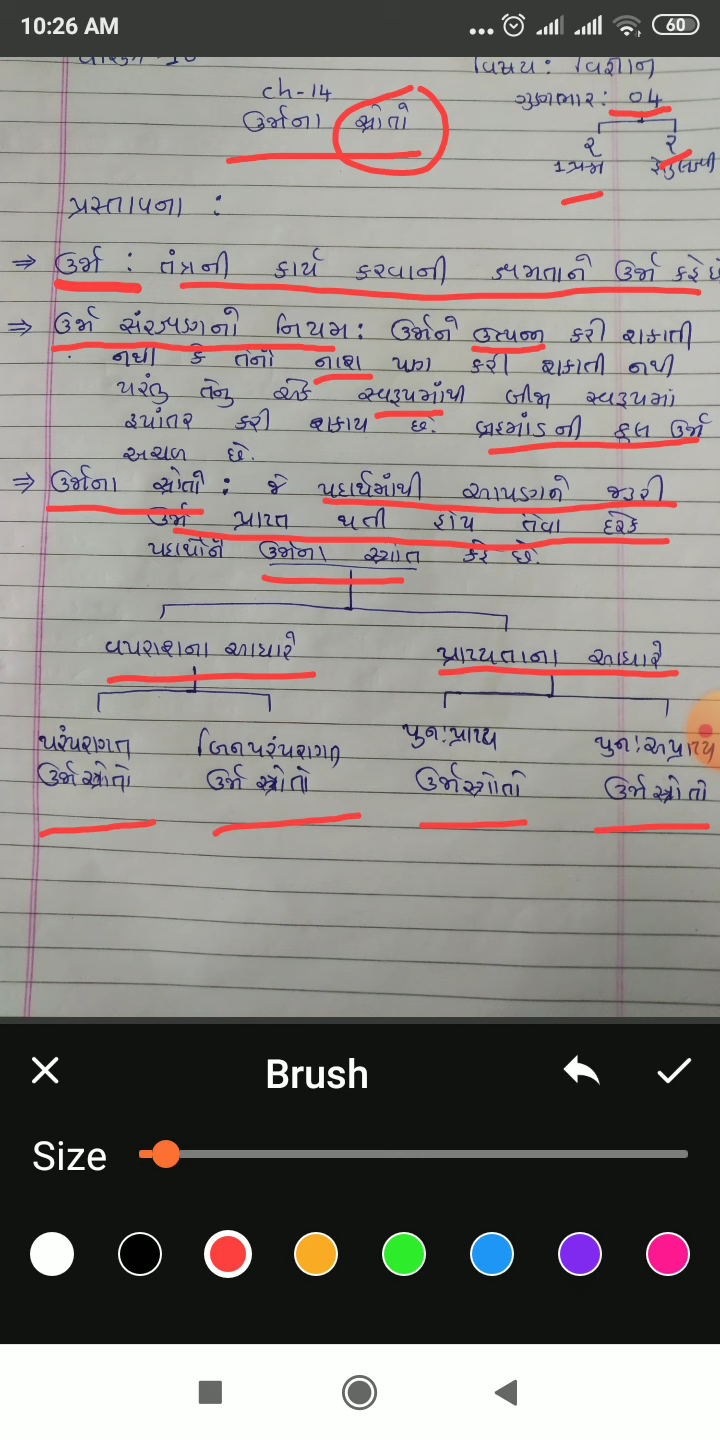 10:26 AM
60
વિષય: વિજ્ઞાન
ch-14
ગુણભાર: 04
ઉર્જાના સ્રોતો
૨ ૨
1 પ્રશ્ન
પ્રસ્તાવના :
⇒ ઉર્જા : તંત્રની કાર્ય કરવાની ક્ષમતાને ઉર્જા કહે છે
⇒ ઉર્જા સંરક્ષણનો નિયમ : ઉર્જાને ઉત્પન્ન કરી શકાતી
નથી કે તેનો નાશ પણ કરી શકાતો નથી
પરંતુ તેનુ એક સ્વરૂપમાંથી બીજા સ્વરૂપમાં
રૂપાંતર કરી શકાય છે. બ્રહ્માંડની કુલ ઉર્જા
અચળ છે.
⇒ ઉર્જાના સ્રોતો : જે પદાર્થમાંથી આપણને જરૂરી
ઉર્જા પ્રાપ્ત થતી હોય તેવા દરેક
પદાર્થોને ઉર્જાના સ્રોત કહે છે.
વપરાશના આધારે પ્રાપ્યતાના આધારે
પરંપરાગત બિનપરંપરાગત પુન:પ્રાપ્ય પુન:અપ્રાપ્ય
ઉર્જા સ્રોતો ઉર્જા સ્રોતો ઉર્જાસ્રોતો ઉર્જા સ્રોતો
Brush
Size